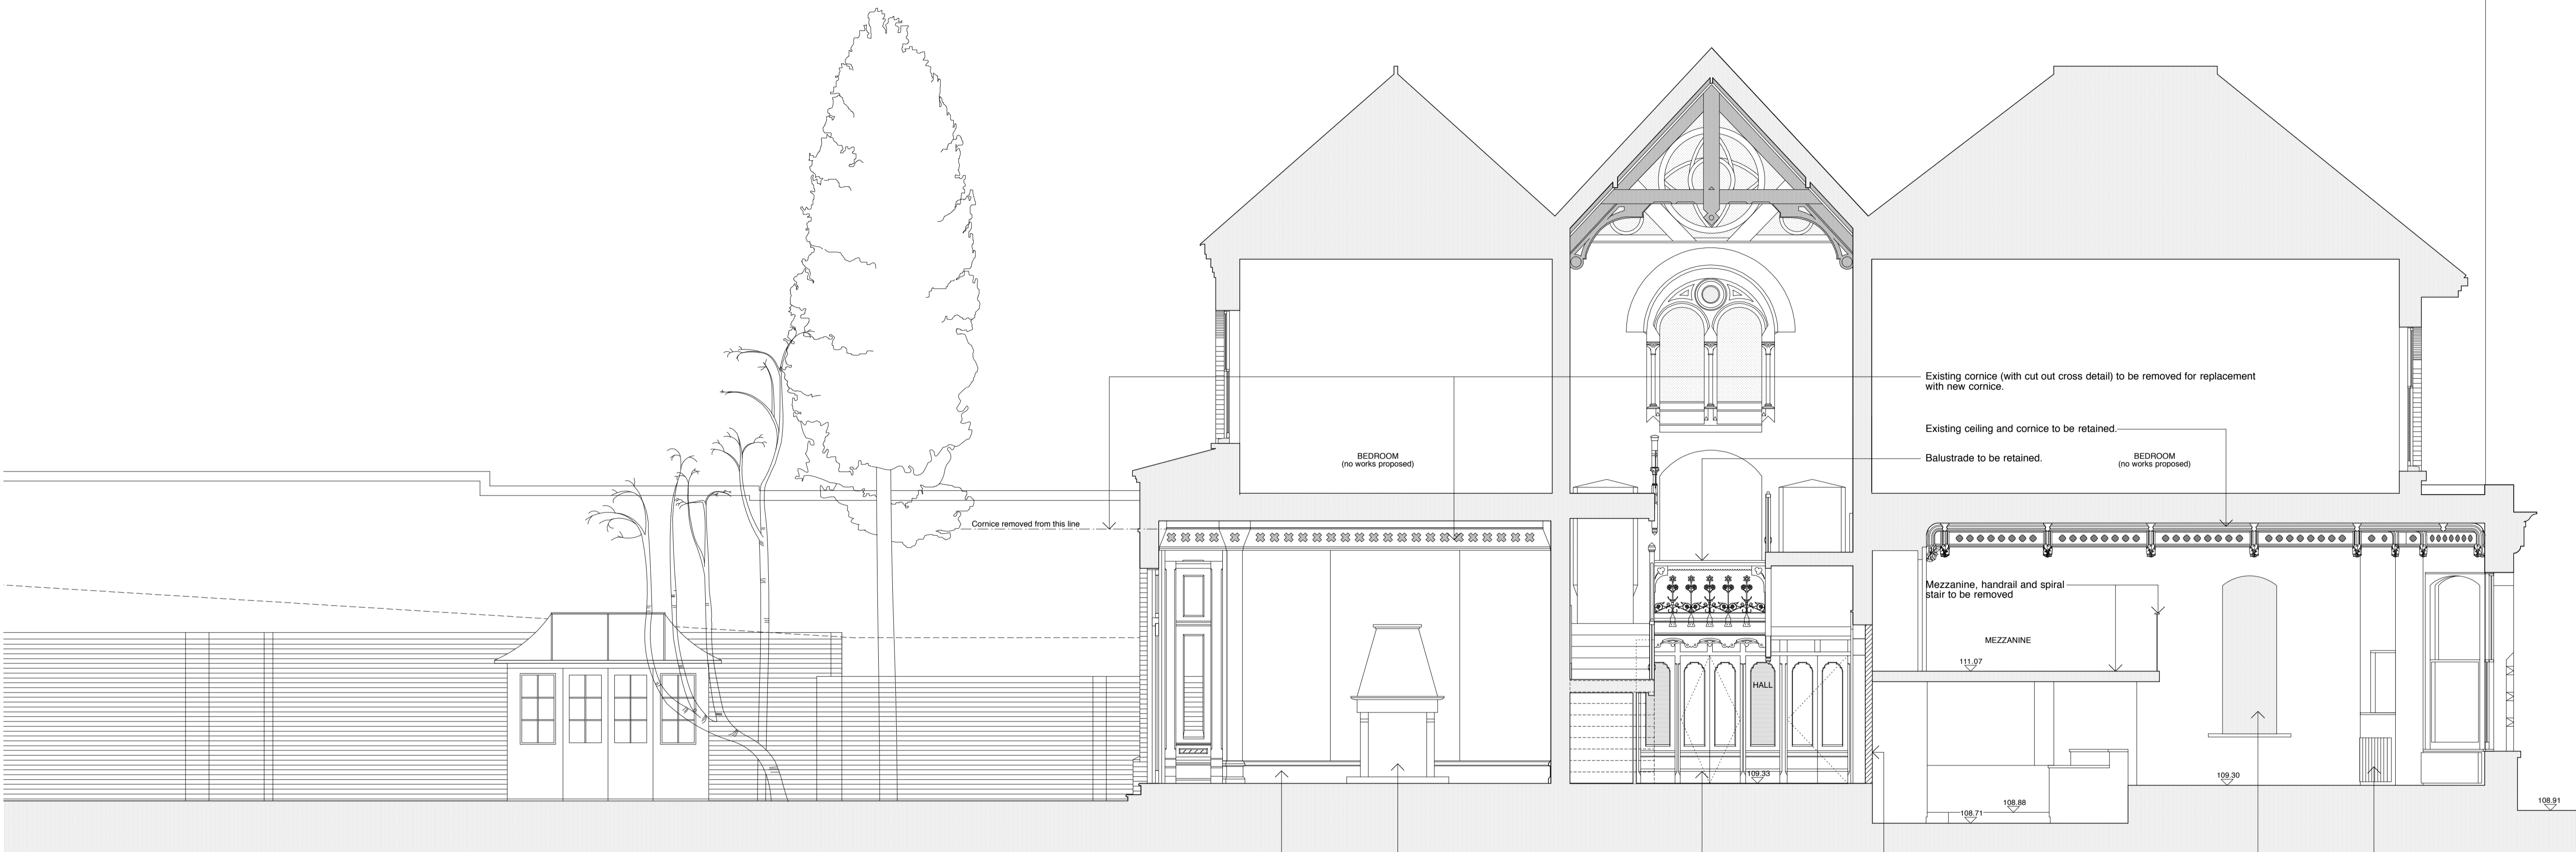 Existing cornice (with cut out cross detail) to be removed for replacement
with new cornice.
Existing ceiling and cornice to be retained.
BEDROOM
(no works proposed)
Balustrade to be retained.
BEDROOM
(no works proposed)
Cornice removed from this line
Mezzanine, handrail and spiral
stair to be removed
MEZZANINE
111.07
HALL
109.33
109.30
108.88
108.91
108.71